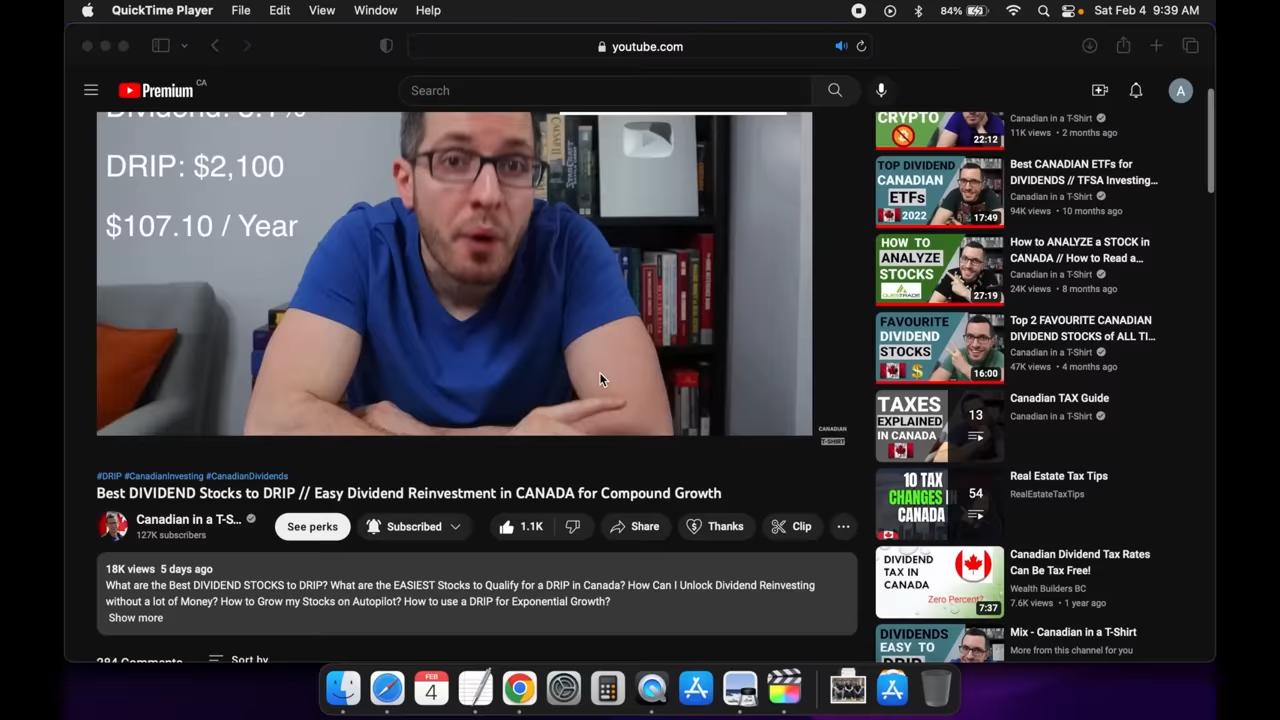 QuickTime Player File Edit View Window Help
84% Sat Feb 4 9:39 AM
youtube.com
Premium CA
Search
A
DRIP: $2,100
$107.10 / Year
CANADIAN
T-SHIRT
#DRIP #CanadianInvesting #CanadianDividends
Best DIVIDEND Stocks to DRIP // Easy Dividend Reinvestment in CANADA for Compound Growth
Canadian in a T-S...
127K subscribers
See perks
Subscribed
1.1K
Share
Thanks
Clip
18K views 5 days ago
What are the Best DIVIDEND STOCKS to DRIP? What are the EASIEST Stocks to Qualify for a DRIP in Canada? How Can I Unlock Dividend Reinvesting
without a lot of Money? How to Grow my Stocks on Autopilot? How to use a DRIP for Exponential Growth?
Show more
284 Comments
Sort by
CRYPTO
22:12
Canadian in a T-Shirt
11K views • 2 months ago
TOP DIVIDEND
CANADIAN
ETFs
2022
17:49
Best CANADIAN ETFs for
DIVIDENDS // TFSA Investing...
Canadian in a T-Shirt
94K views • 10 months ago
HOW TO
ANALYZE
STOCKS
QUESTRADE
27:19
How to ANALYZE a STOCK in
CANADA // How to Read a...
Canadian in a T-Shirt
24K views • 8 months ago
FAVOURITE
DIVIDEND
STOCKS
16:00
Top 2 FAVOURITE CANADIAN
DIVIDEND STOCKS of ALL TI...
Canadian in a T-Shirt
47K views • 4 months ago
TAXES
EXPLAINED
IN CANADA
13
Canadian TAX Guide
Canadian in a T-Shirt
10 TAX
CHANGES
IN
CANADA
54
Real Estate Tax Tips
RealEstateTaxTips
DIVIDEND
TAX IN
CANADA
Zero Percent?
7:37
Canadian Dividend Tax Rates
Can Be Tax Free!
Wealth Builders BC
7.6K views • 1 year ago
DIVIDENDS
EASY TO
Mix - Canadian in a T-Shirt
More from this channel for you
FEB
4